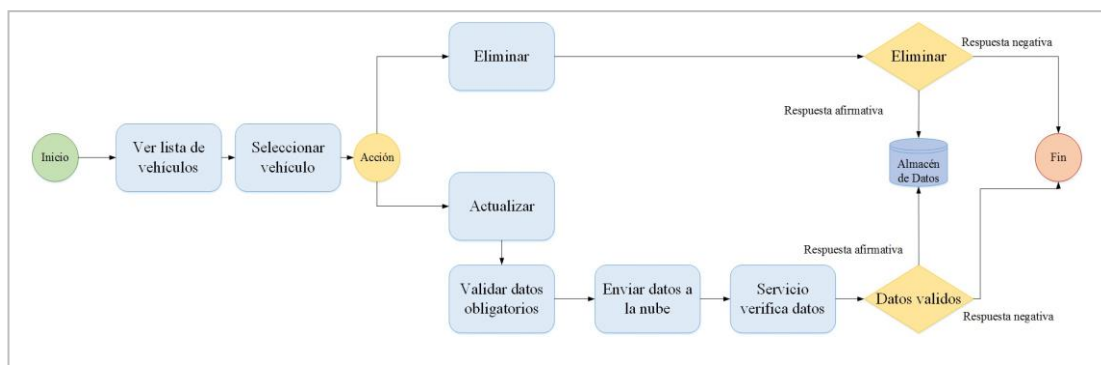 Inicio
Ver lista de
vehículos
Seleccionar
vehículo
Acción
Eliminar
Eliminar
Respuesta negativa
Respuesta afirmativa
Almacén
de Datos
Fin
Actualizar
Validar datos
obligatorios
Enviar datos a
la nube
Servicio
verifica datos
Respuesta afirmativa
Datos validos
Respuesta negativa